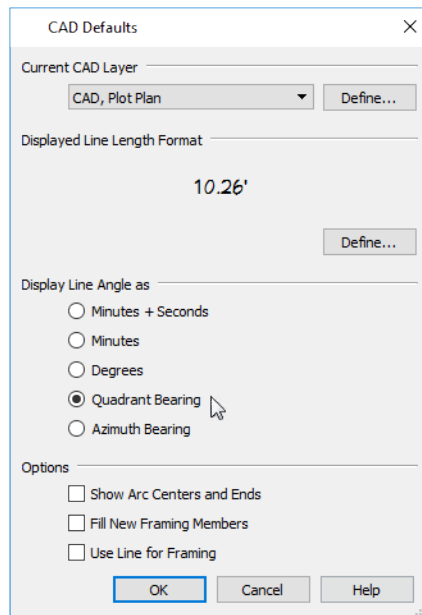 CAD Defaults
Current CAD Layer
CAD, Plot Plan Define...
Displayed Line Length Format
10.26'
Define...
Display Line Angle as
Minutes + Seconds
Minutes
Degrees
Quadrant Bearing
Azimuth Bearing
Options
Show Arc Centers and Ends
Fill New Framing Members
Use Line for Framing
OK Cancel Help